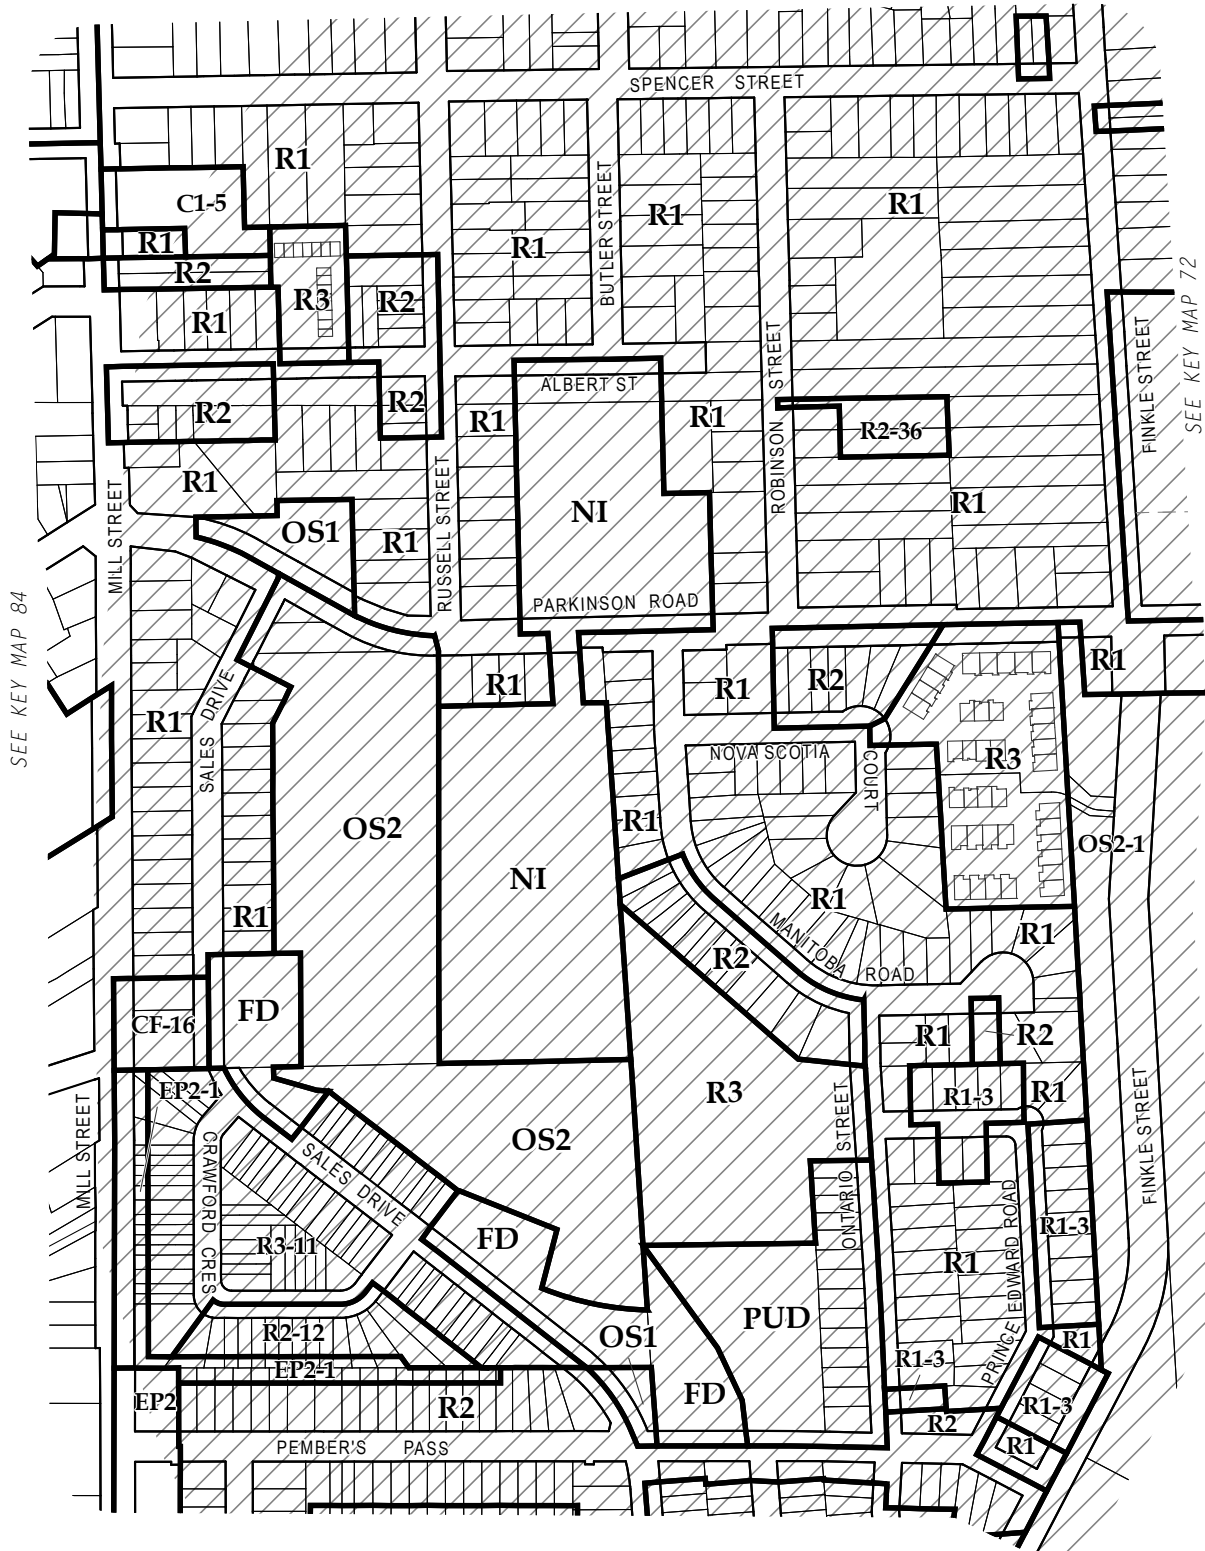 SPENCER STREET
R1
C1-5
R1
R1
R1
R1
R2
R3
R2
R1
BUTLER STREET
SEE KEY MAP 72
FINKLE STREET
ROBINSON STREET
ALBERT ST
R2
R2
R1
R1
R2-36
R1
NI
R1
OS1
R1
MILL STREET
RUSSELL STREET
PARKINSON ROAD
SEE KEY MAP 84
R1
R1
R1
R2
R1
SALES DRIVE
NOVA SCOTIA
COURT
R3
OS2
R1
OS2-1
NI
R1
R1
MANITOBA ROAD
R1
R2
FD
CF-16
R1
R2
EP2-1
R3
R1-3
R1
MILL STREET
CRAWFORD CRES
SALES DRIVE
OS2
ONTARIO STREET
FINKLE STREET
R3-11
FD
R1
PRINCE EDWARD ROAD
R1-3
R2-12
OS1
PUD
R1
EP2-1
R1-3
EP2
R2
FD
R2
R1-3
R1
PEMBER'S PASS